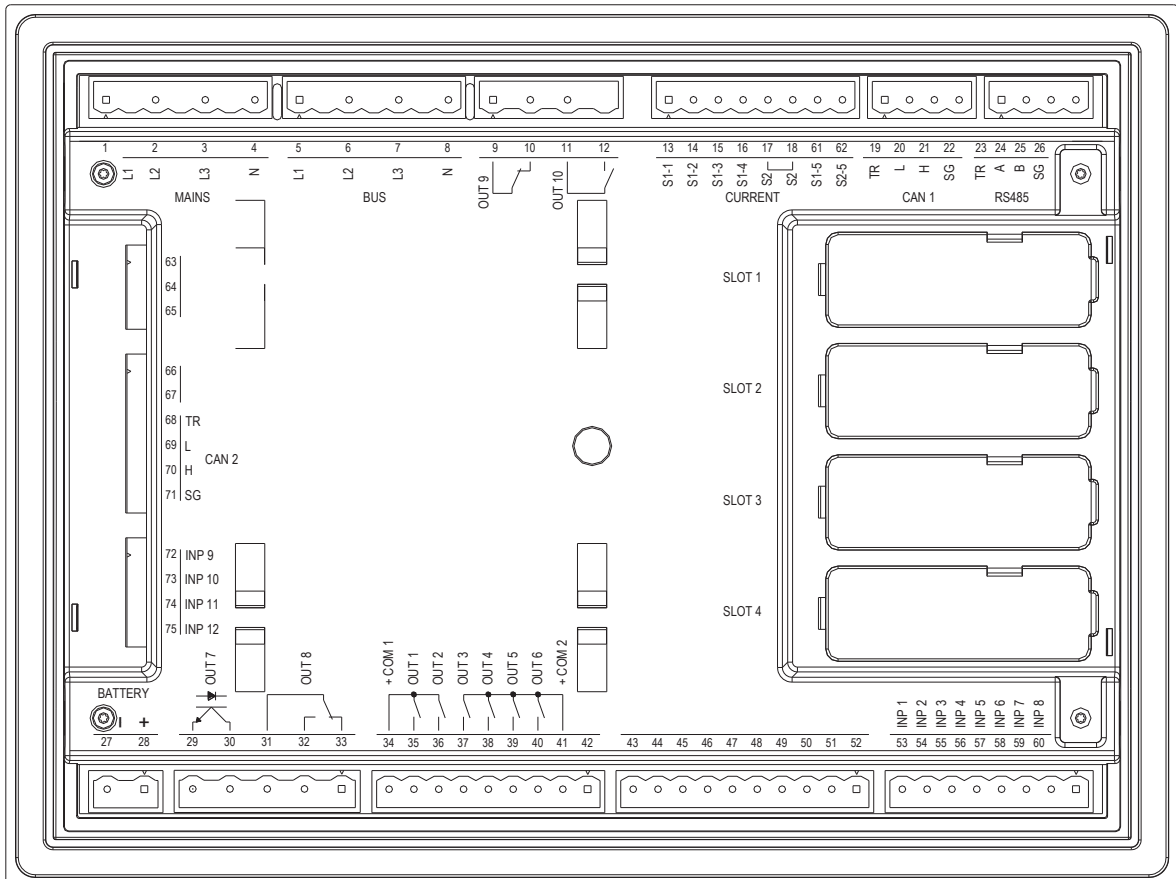 1 2 3 4 5 6 7 8 9 10 11 12 13 14 15 16 17 18 61 62 19 20 21 22 23 24 25 26
L1 L2 L3 N L1 L2 L3 N OUT 9 OUT 10 S1-1 S1-2 S1-3 S1-4 S2 S2 S1-5 S2-5 TR L H SG TR A B SG
MAINS BUS CURRENT CAN 1 RS485
63
64
65
SLOT 1
66
67
68 TR
69 L
70 H
71 SG
CAN 2
SLOT 2
SLOT 3
72 INP 9
73 INP 10
74 INP 11
75 INP 12
SLOT 4
OUT 7 OUT 8 + COM 1 OUT 1 OUT 2 OUT 3 OUT 4 OUT 5 OUT 6 + COM 2
BATTERY
- +
INP 1 INP 2 INP 3 INP 4 INP 5 INP 6 INP 7 INP 8
27 28 29 30 31 32 33 34 35 36 37 38 39 40 41 42 43 44 45 46 47 48 49 50 51 52 53 54 55 56 57 58 59 60